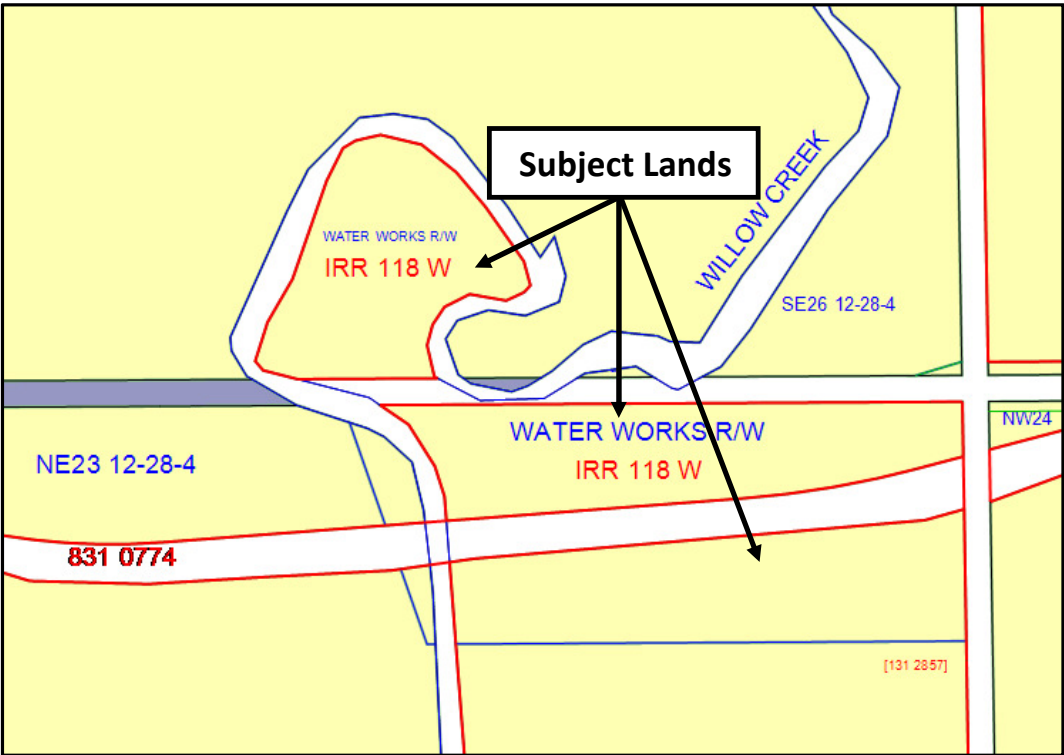 Subject Lands
WATER WORKS R/W
IRR 118 W
WILLOW CREEK
SE26 12-28-4
WATER WORKS R/W
IRR 118 W
NW24
NE23 12-28-4
831 0774
[131 2857]